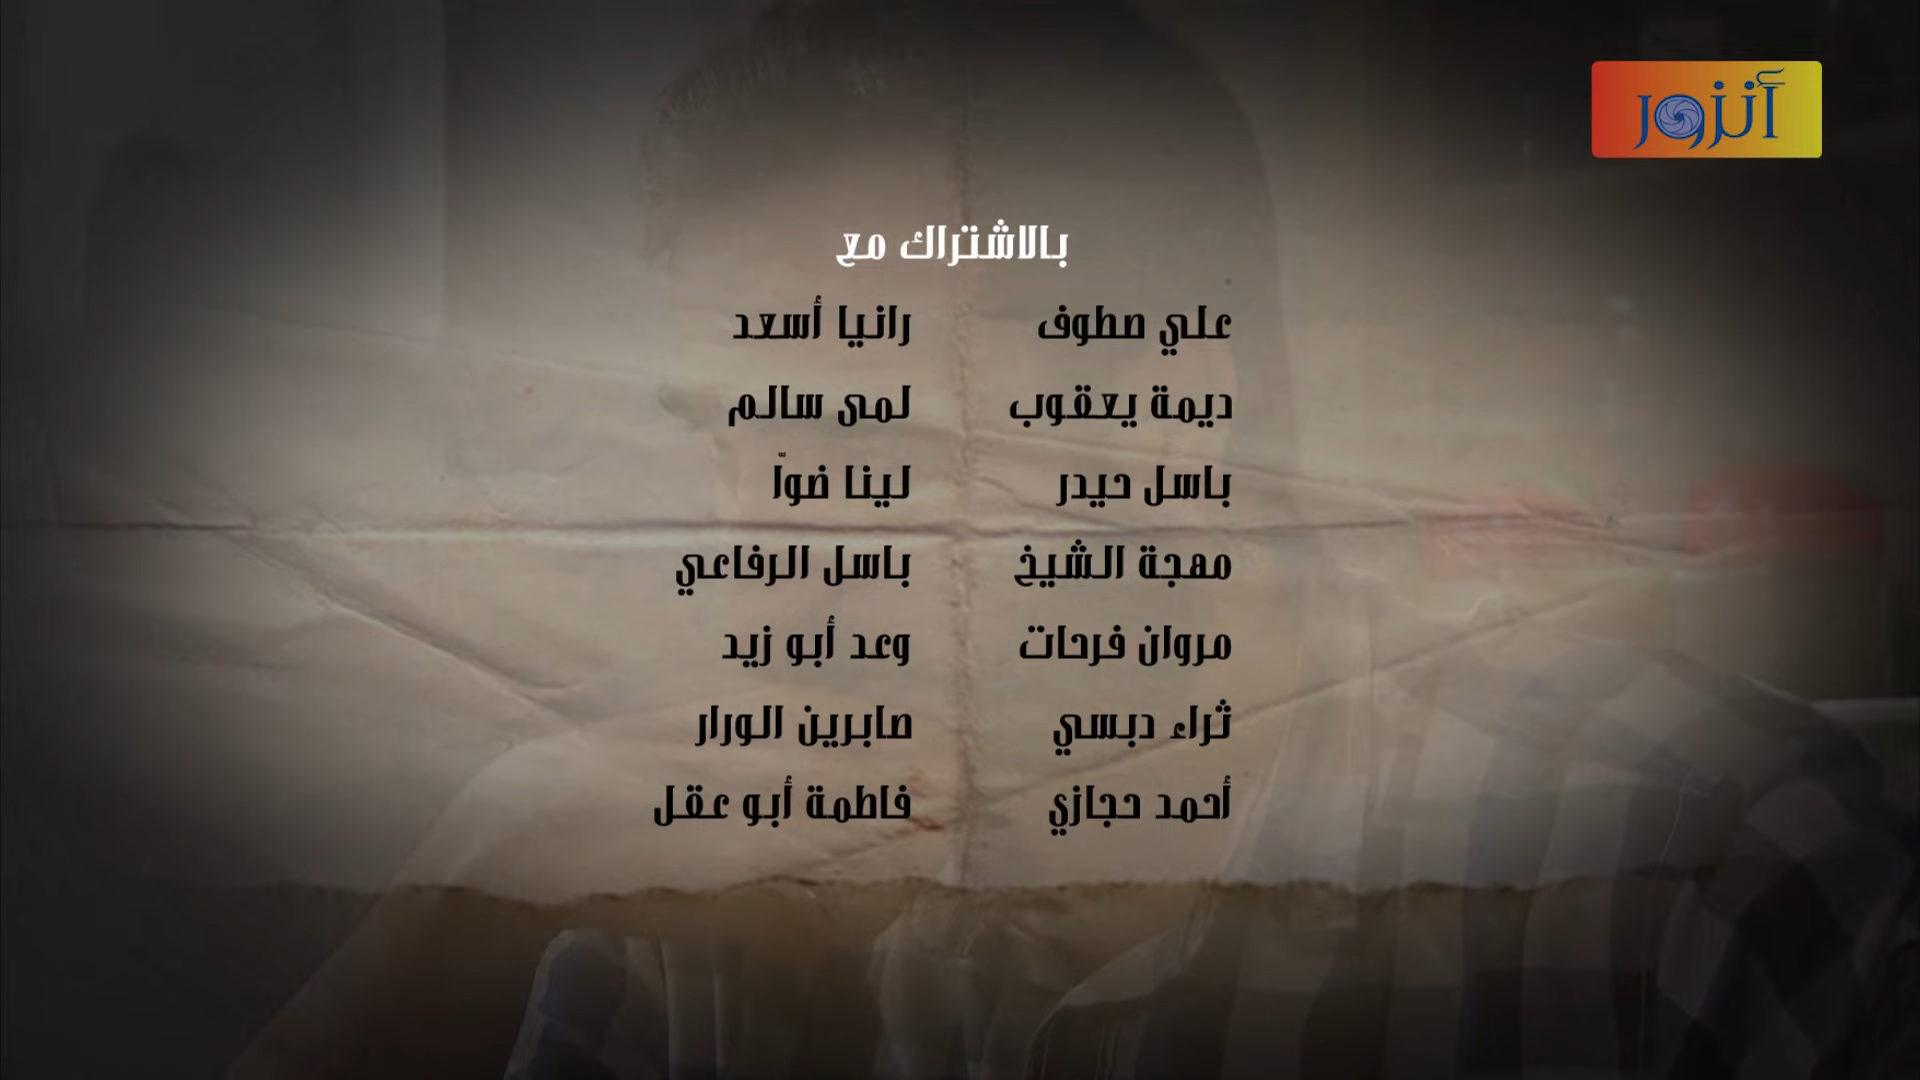 آنزور
بالاشتراك مع
علي صطوف رانيا أسعد
ديمة يعقوب لمى سالم
باسل حيدر لينا ضوّا
مهجة الشيخ باسل الرفاعي
مروان فرحات وعد أبو زيد
ثراء دبسي صابرين الورار
أحمد حجازي فاطمة أبو عقل